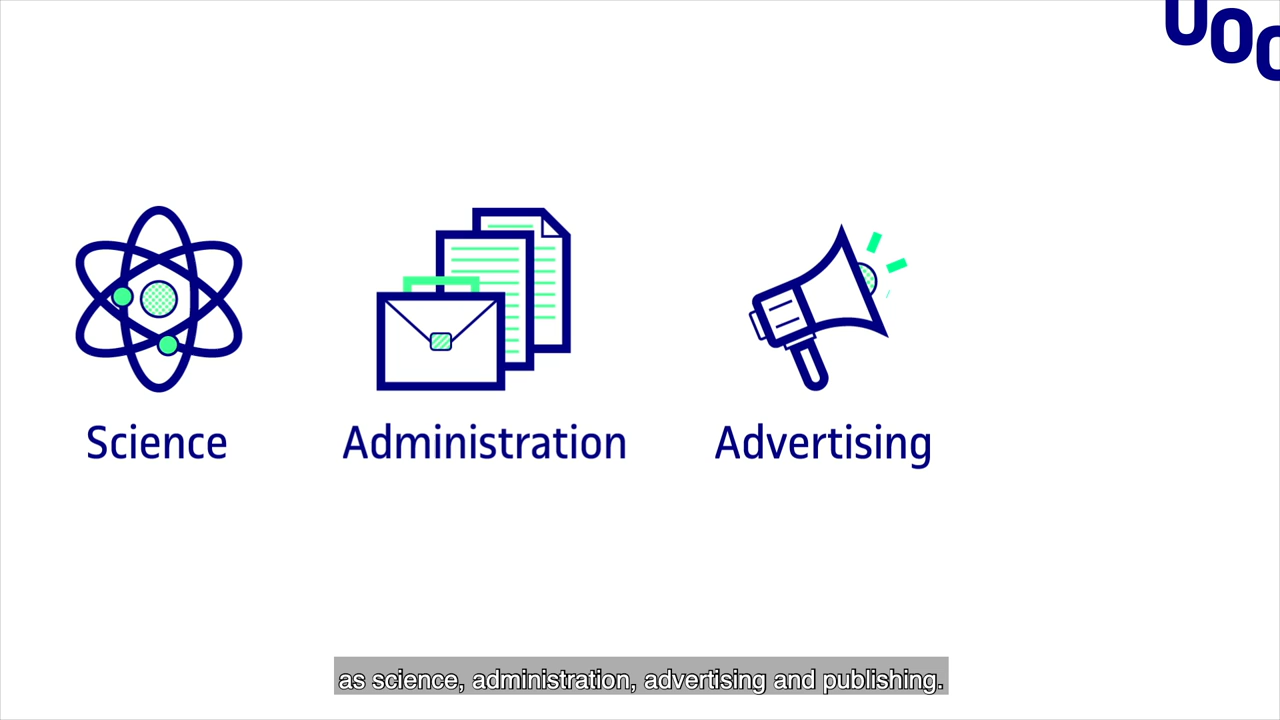 UOC
Science
Administration
Advertising
as science, administration, advertising and publishing.